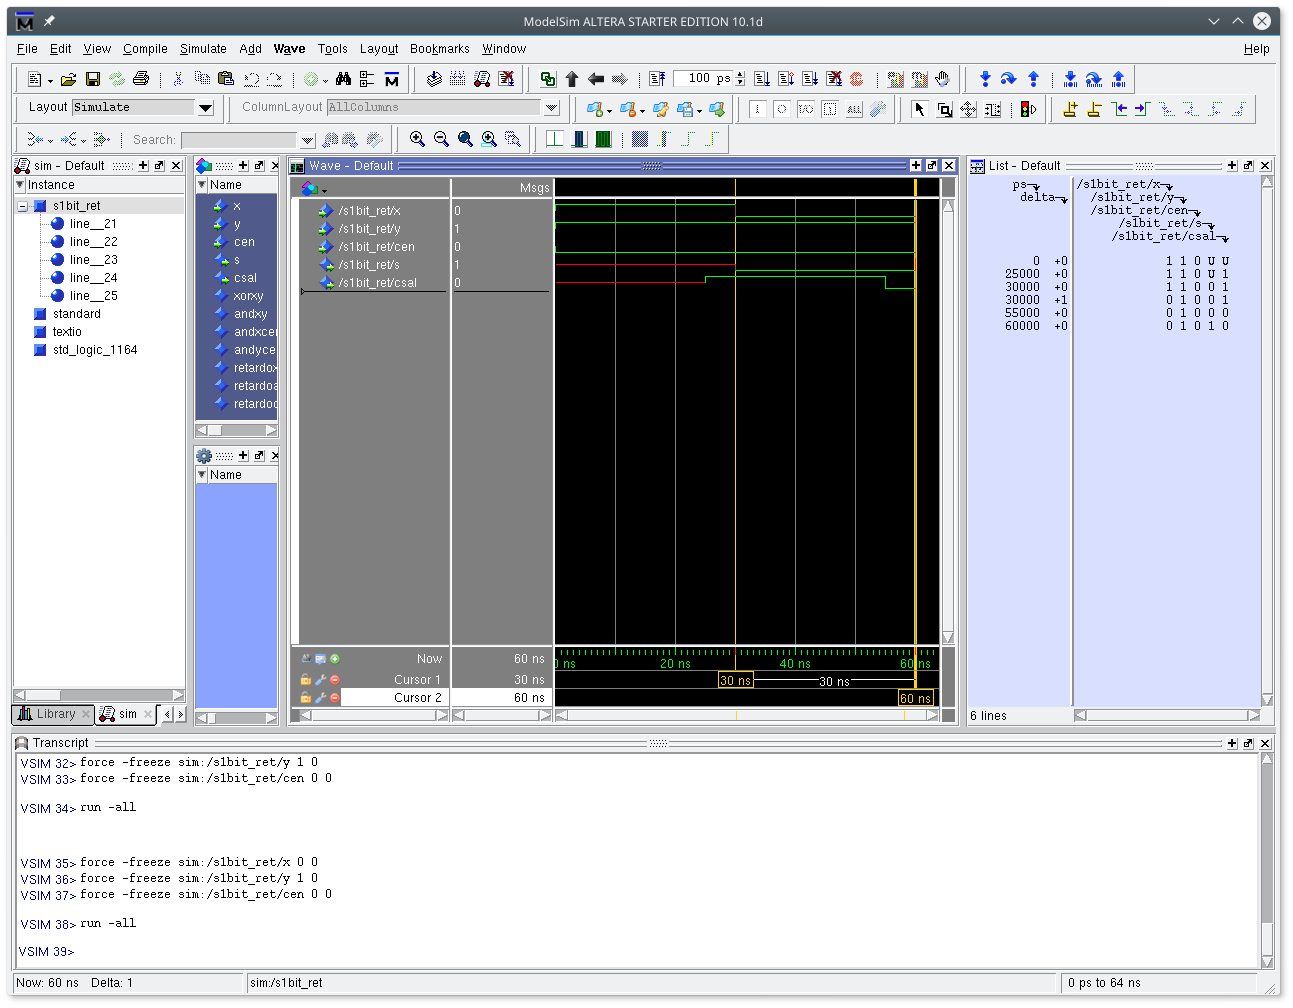 ModelSim ALTERA STARTER EDITION 10.1d
File Edit View Compile Simulate Add Wave Tools Layout Bookmarks Window Help
100 ps
Layout Simulate ColumnLayout AllColumns
Search:
sim - Default
Instance
s1bit_ret
line__21
line__22
line__23
line__24
line__25
standard
textio
std_logic_1164
Library sim
Name
x
y
cen
s
csal
xorxy
andxy
andxcer
andyce
retardox
retardoa
retardoc
Name
Wave - Default
Msgs
/s1bit_ret/x 0
/s1bit_ret/y 1
/s1bit_ret/cen 0
/s1bit_ret/s 1
/s1bit_ret/csal 0
Now 60 ns
Cursor 1 30 ns
Cursor 2 60 ns
ns 20 ns 40 ns 60 ns
30 ns 30 ns
60 ns
List - Default
ps /s1bit_ret/x
delta /s1bit_ret/y
/s1bit_ret/cen
/s1bit_ret/s
/s1bit_ret/csal
0 +0 1 1 0 U U
25000 +0 1 1 0 U 1
30000 +0 1 1 0 0 1
30000 +1 0 1 0 0 1
55000 +0 0 1 0 0 0
60000 +0 0 1 0 1 0
6 lines
Transcript
VSIM 32> force -freeze sim:/s1bit_ret/y 1 0
VSIM 33> force -freeze sim:/s1bit_ret/cen 0 0
VSIM 34> run -all
VSIM 35> force -freeze sim:/s1bit_ret/x 0 0
VSIM 36> force -freeze sim:/s1bit_ret/y 1 0
VSIM 37> force -freeze sim:/s1bit_ret/cen 0 0
VSIM 38> run -all
VSIM 39>
Now: 60 ns Delta: 1 sim:/s1bit_ret 0 ps to 64 ns